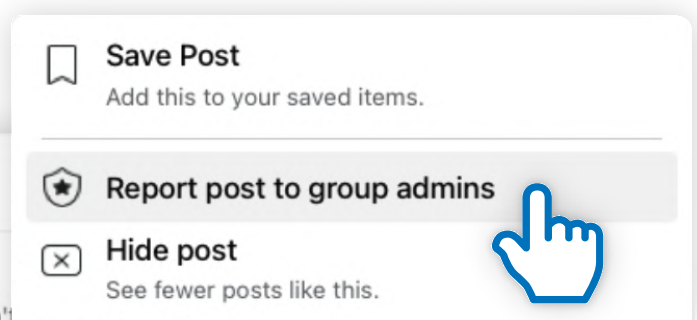 Save Post
Add this to your saved items.
Report post to group admins
Hide post
See fewer posts like this.